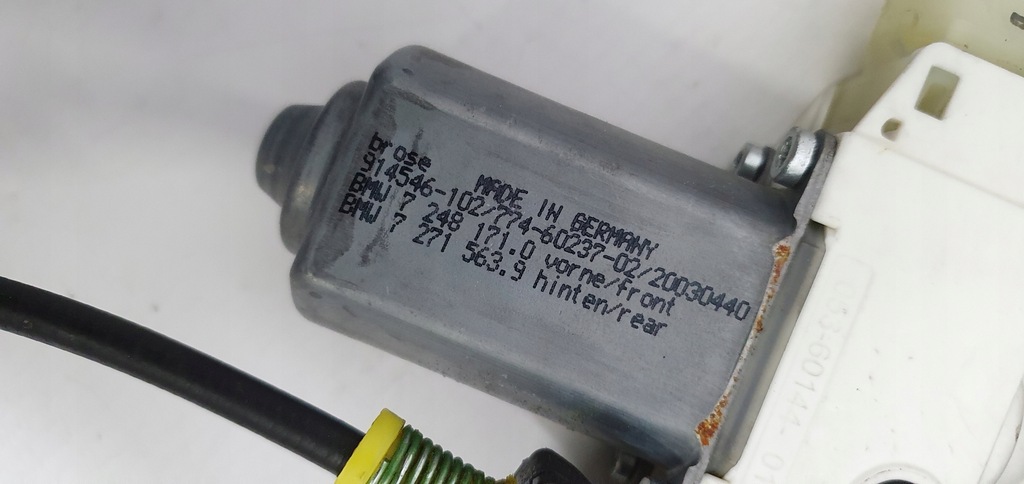 brose MADE IN GERMANY
914546-102/774-60237-02/20030440
BMW 7 248 171.0 vorne/front
BMW 7 271 563.9 hinten/rear